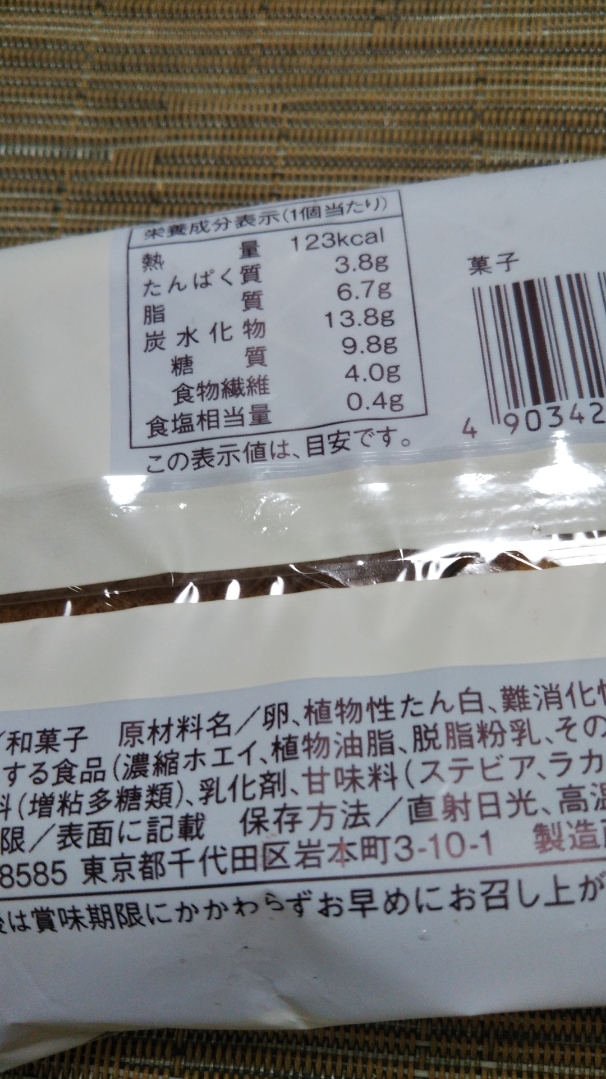 栄養成分表示(1個当たり)
熱量 123kcal
たんぱく質 3.8g
脂質 6.7g
炭水化物 13.8g
糖質 9.8g
食物繊維 4.0g
食塩相当量 0.4g
この表示値は、目安です。
菓子
4 90342
/和菓子 原材料名/卵、植物性たん白、難消化
する食品(濃縮ホエイ、植物油脂、脱脂粉乳、その
料(増粘多糖類)、乳化剤、甘味料(ステビア、ラカ
限/表面に記載 保存方法/直射日光、高温
8585 東京都千代田区岩本町3-10-1 製造
は賞味期限にかかわらずお早めにお召し上が